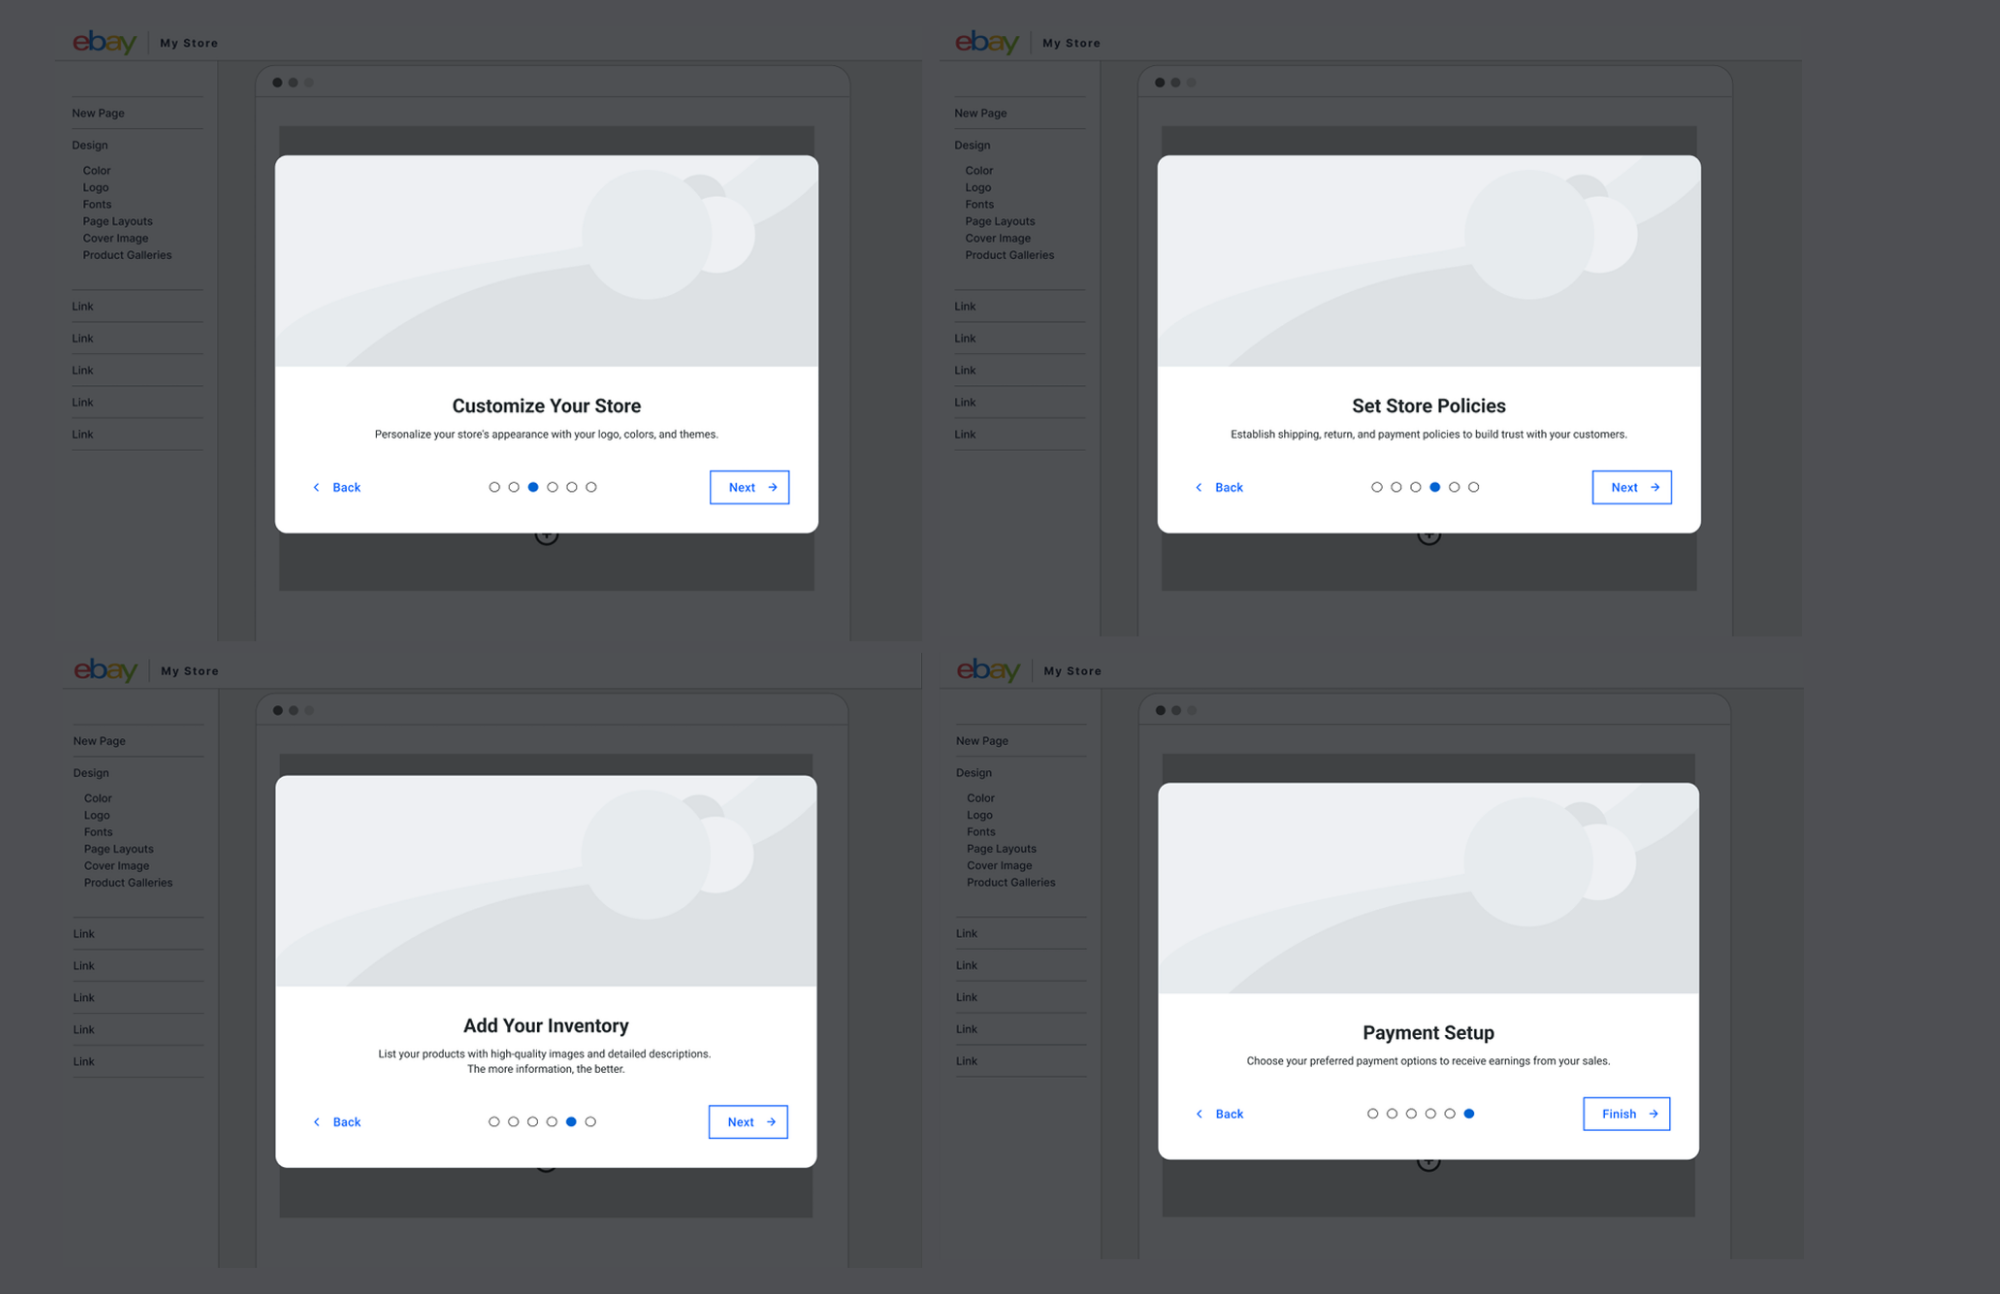 ebay My Store
New Page
Design
Color
Logo
Fonts
Page Layouts
Cover Image
Product Galleries
Link
Link
Link
Link
Link
Customize Your Store
Personalize your store's appearance with your logo, colors, and themes.
Back
Next
ebay My Store
New Page
Design
Color
Logo
Fonts
Page Layouts
Cover Image
Product Galleries
Link
Link
Link
Link
Link
Set Store Policies
Establish shipping, return, and payment policies to build trust with your customers.
Back
Next
ebay My Store
New Page
Design
Color
Logo
Fonts
Page Layouts
Cover Image
Product Galleries
Link
Link
Link
Link
Link
Add Your Inventory
List your products with high-quality images and detailed descriptions.
The more information, the better.
Back
Next
ebay My Store
New Page
Design
Color
Logo
Fonts
Page Layouts
Cover Image
Product Galleries
Link
Link
Link
Link
Link
Payment Setup
Choose your preferred payment options to receive earnings from your sales.
Back
Finish